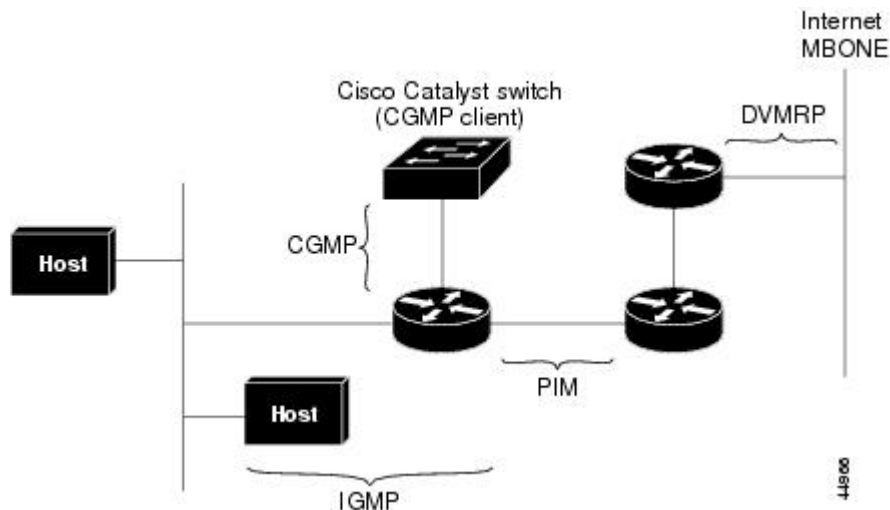 Internet
MBONE
Cisco Catalyst switch
(CGMP client)
DVMRP
CGMP
Host
PIM
Host
IGMP
44966